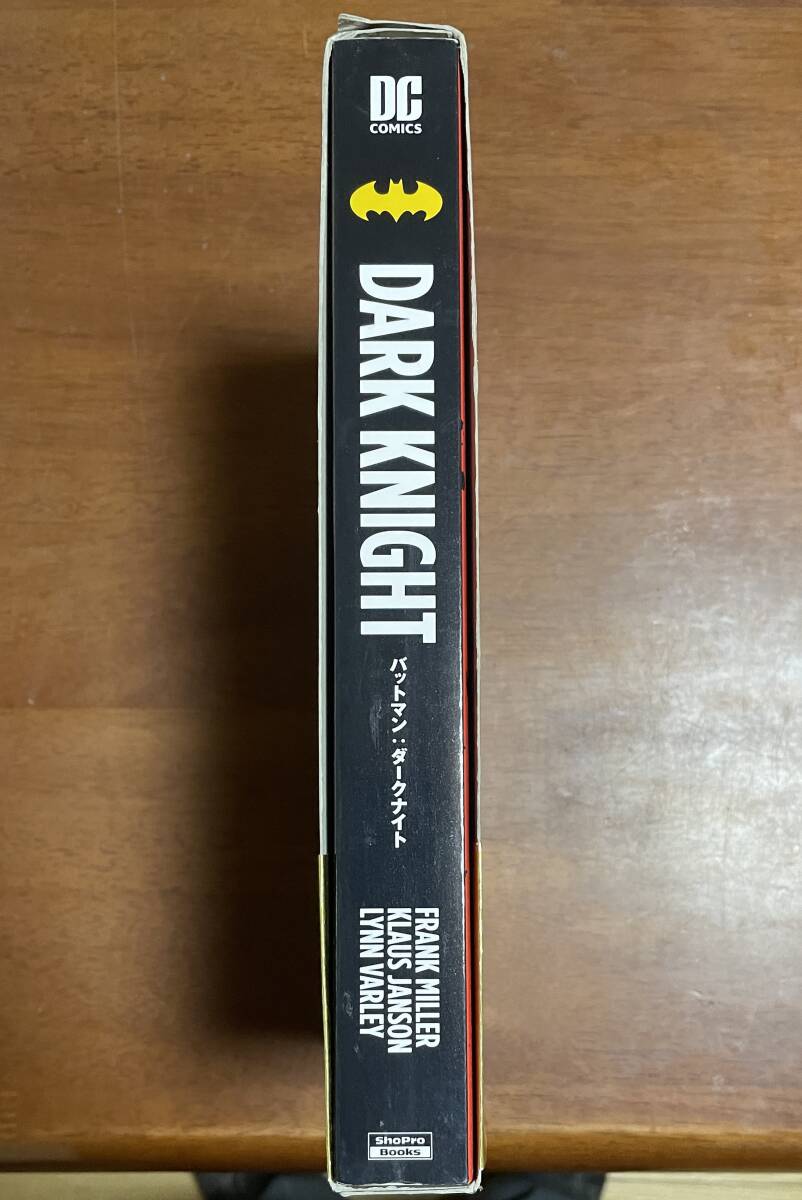 DC
COMICS
DARK KNIGHT
バットマン:ダークナイト
FRANK MILLER
KLAUS JANSON
LYNN VARLEY
ShoPro
Books